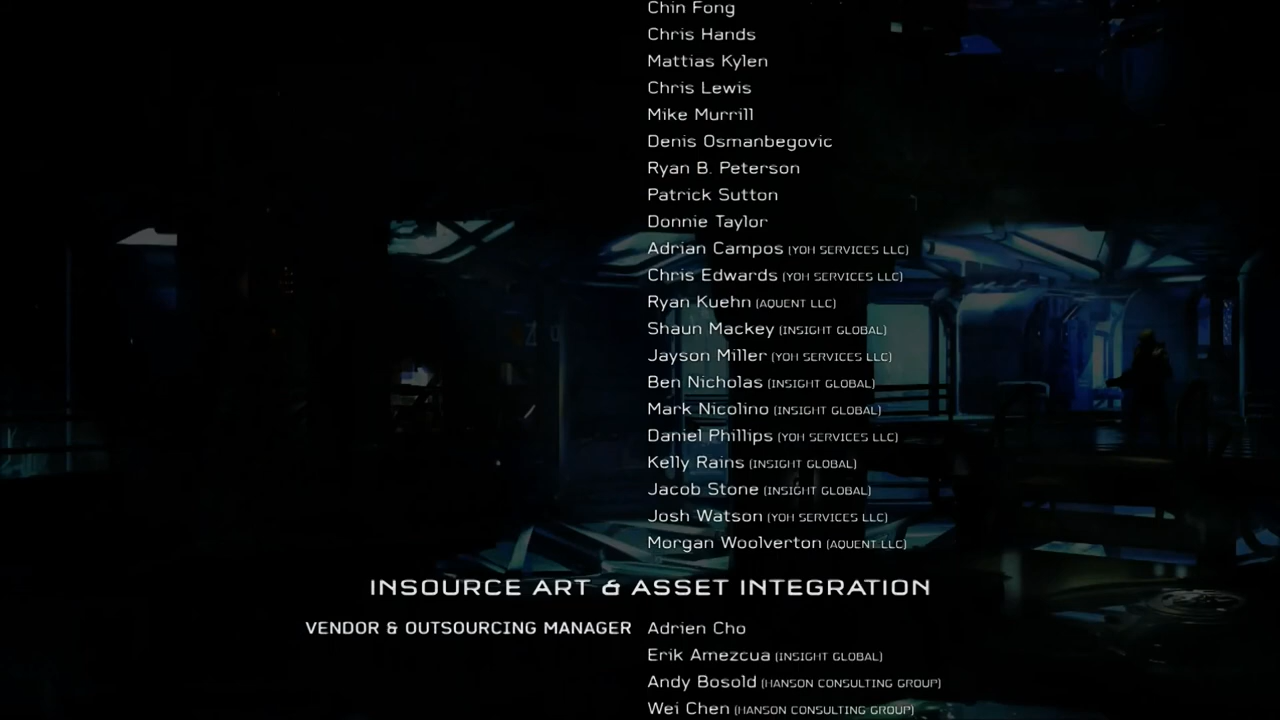 Chin Fong
Chris Hands
Mattias Kylen
Chris Lewis
Mike Murrill
Denis Osmanbegovic
Ryan B. Peterson
Patrick Sutton
Donnie Taylor
Adrian Campos (YOH SERVICES LLC)
Chris Edwards (YOH SERVICES LLC)
Ryan Kuehn (AQUENT LLC)
Shaun Mackey (INSIGHT GLOBAL)
Jayson Miller (YOH SERVICES LLC)
Ben Nicholas (INSIGHT GLOBAL)
Mark Nicolino (INSIGHT GLOBAL)
Daniel Phillips (YOH SERVICES LLC)
Kelly Rains (INSIGHT GLOBAL)
Jacob Stone (INSIGHT GLOBAL)
Josh Watson (YOH SERVICES LLC)
Morgan Woolverton (AQUENT LLC)
INSOURCE ART & ASSET INTEGRATION
VENDOR & OUTSOURCING MANAGER Adrien Cho
Erik Amezcua (INSIGHT GLOBAL)
Andy Bosold (HANSON CONSULTING GROUP)
Wei Chen (HANSON CONSULTING GROUP)